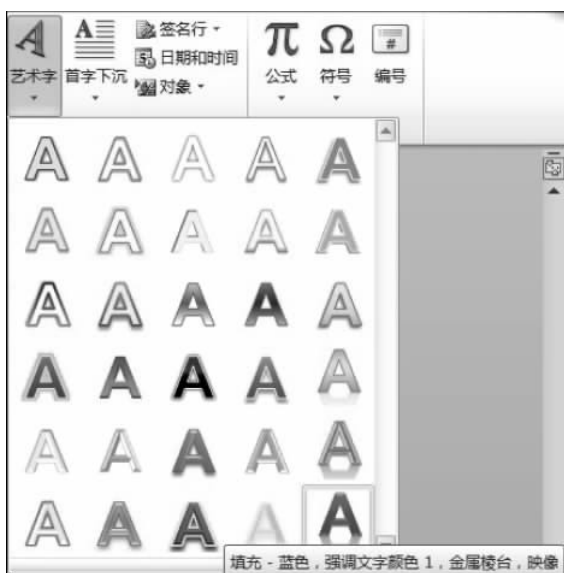 签名行
日期和时间
对象
艺术字 首字下沉 公式 符号 编号
填充 - 蓝色，强调文字颜色 1，金属棱台，映像